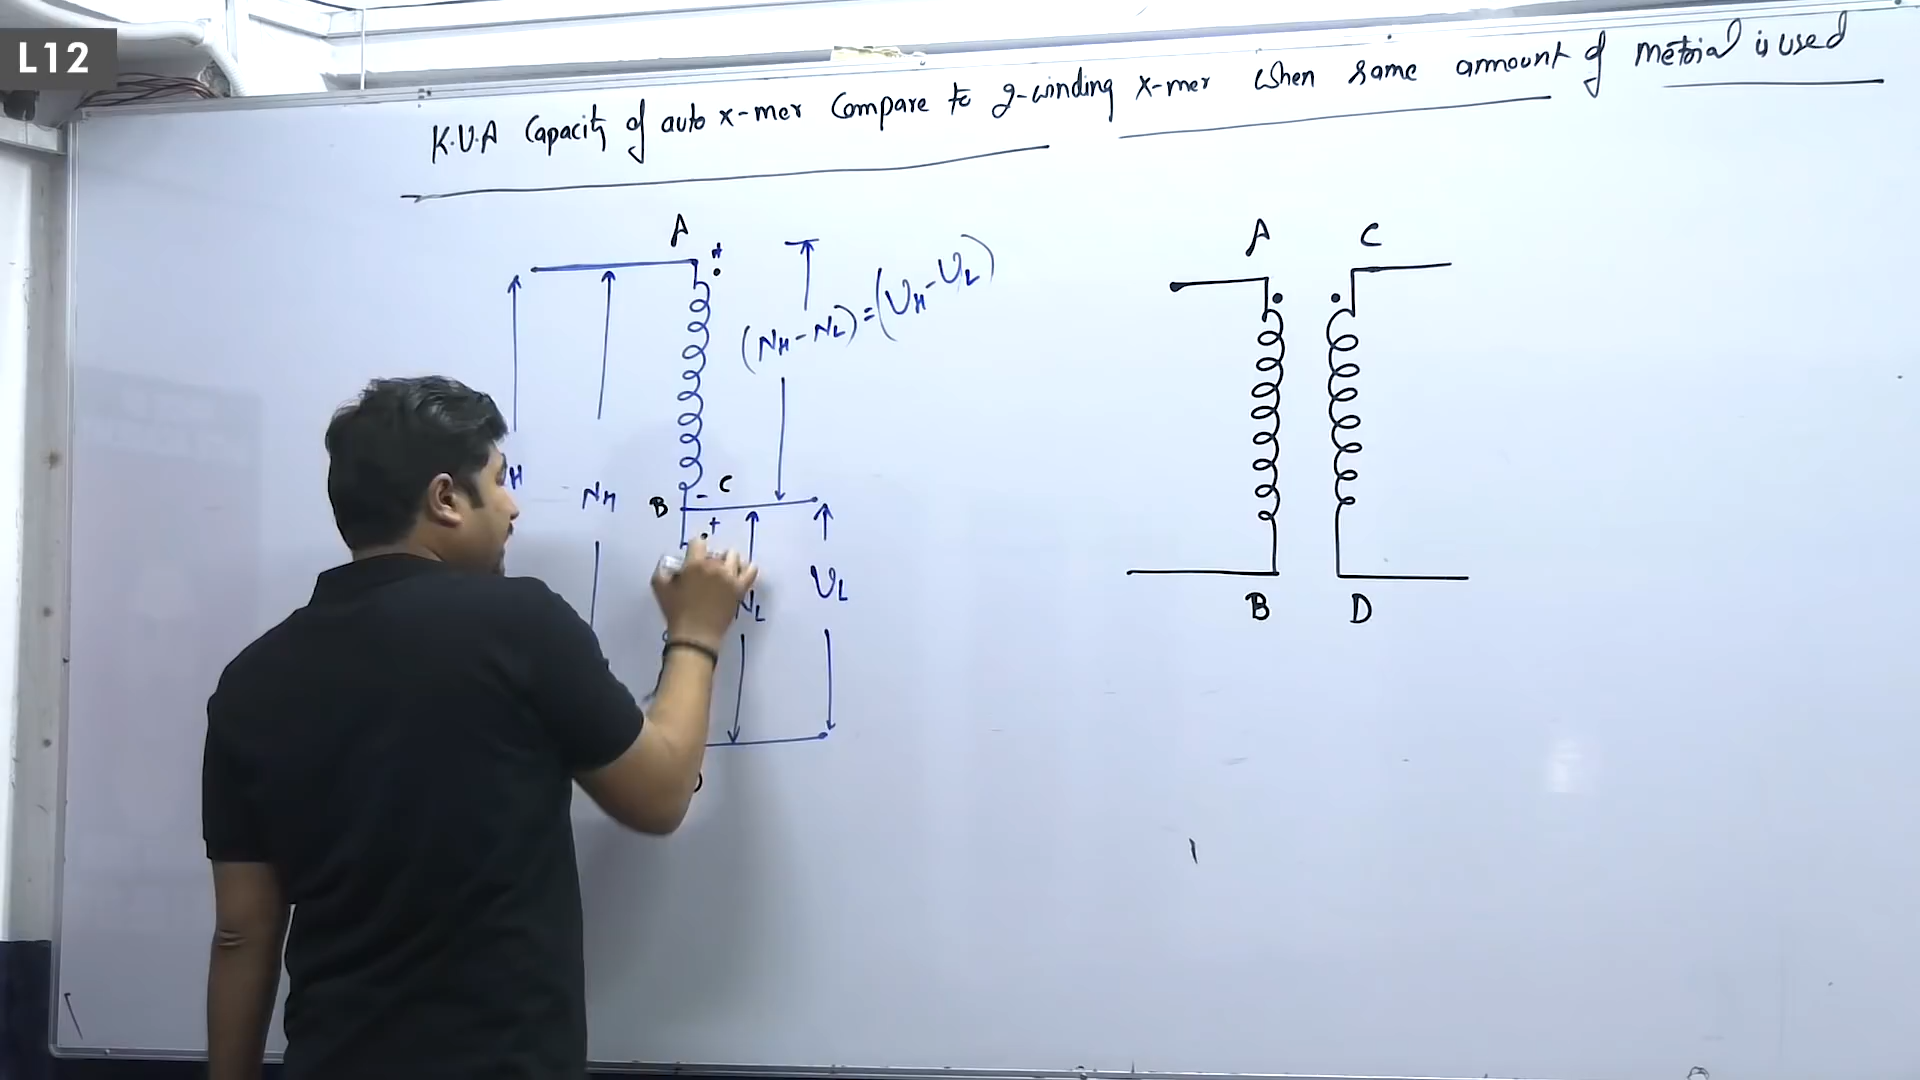 L12
K.V.A Capacity of auto x-mer Compare to 2-winding x-mer When same amount of Material is used
A
+
(NH-NL) = (VH-VL)
H
NH
B - C
+
NL
VL
A C
B D